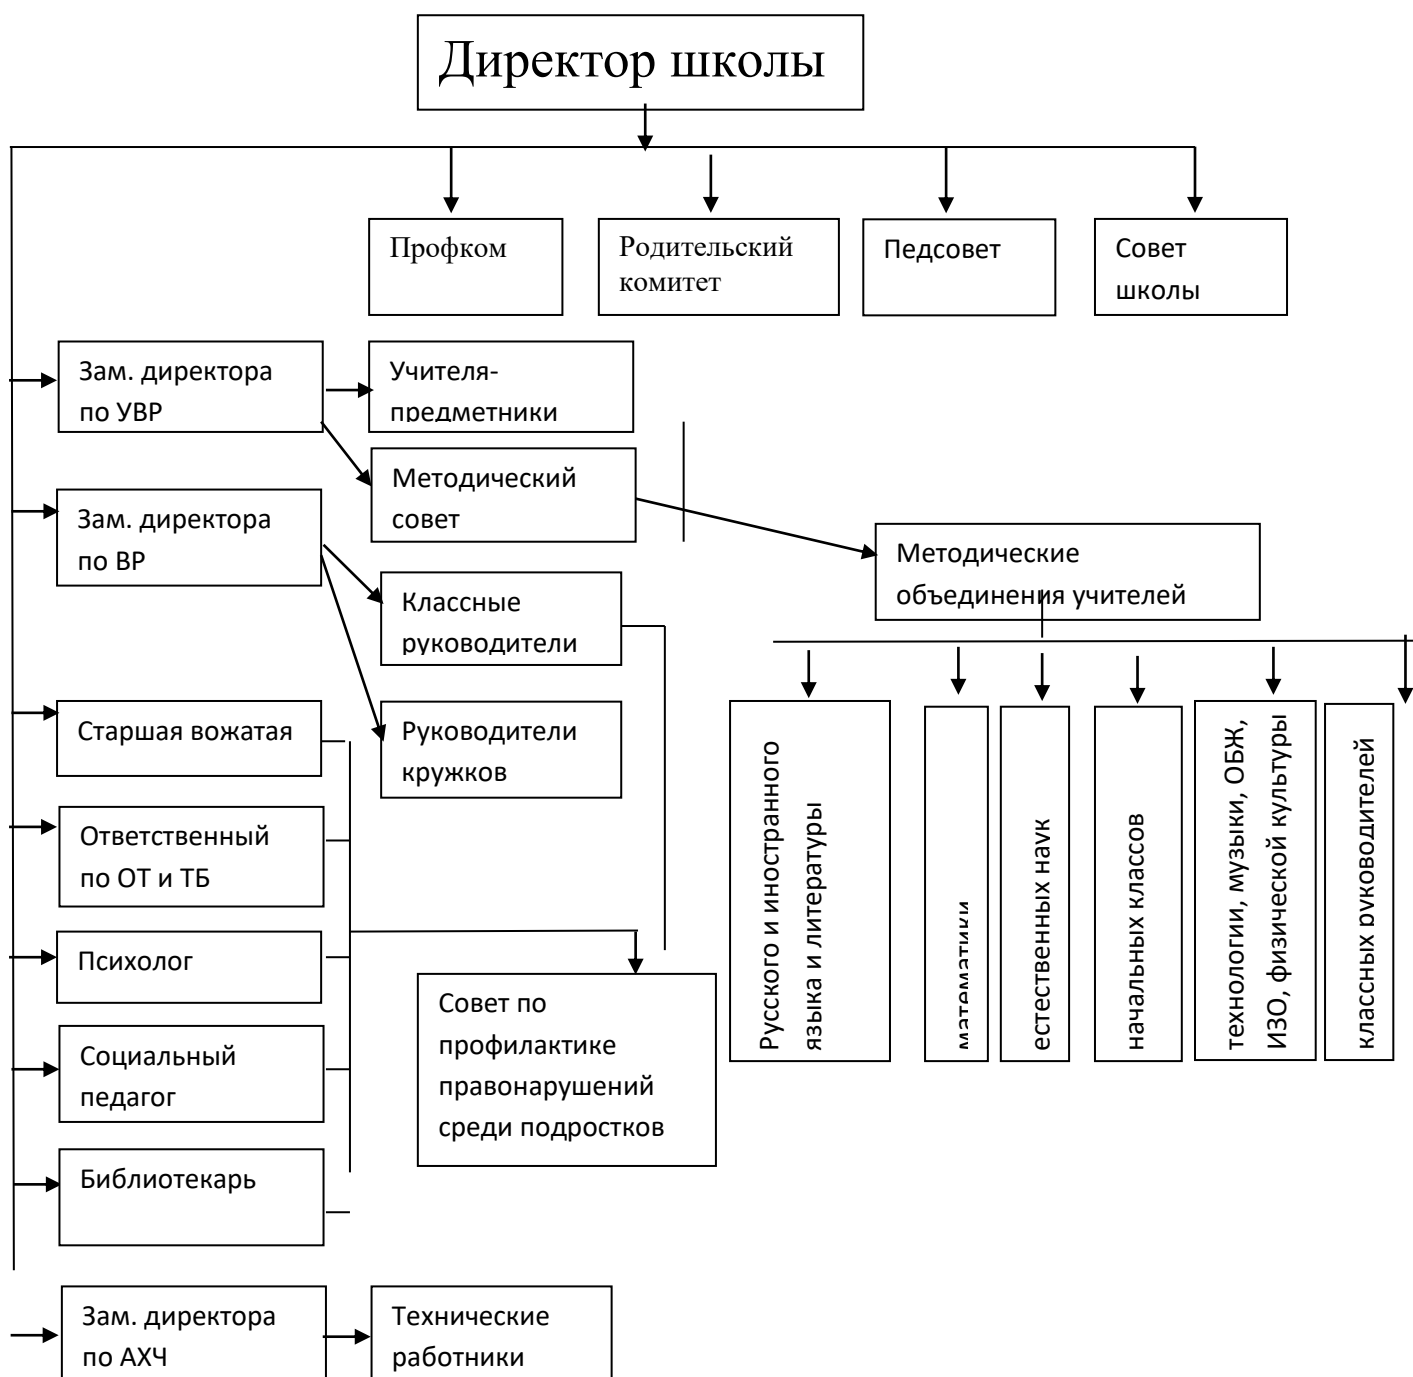 Директор школы
Профком
Родительский
комитет
Педсовет
Совет
школы
Зам. директора
по УВР
Учителя-
предметники
Методический
совет
Зам. директора
по ВР
Методические
объединения учителей
Классные
руководители
Старшая вожатая
Руководители
кружков
Ответственный
по ОТ и ТБ
Психолог
Социальный
педагог
Библиотекарь
Совет по
профилактике
правонарушений
среди подростков
Русского и иностранного
языка и литературы
математики
естественных наук
начальных классов
технологии, музыки, ОБЖ,
ИЗО, физической культуры
классных руководителей
Зам. директора
по АХЧ
Технические
работники